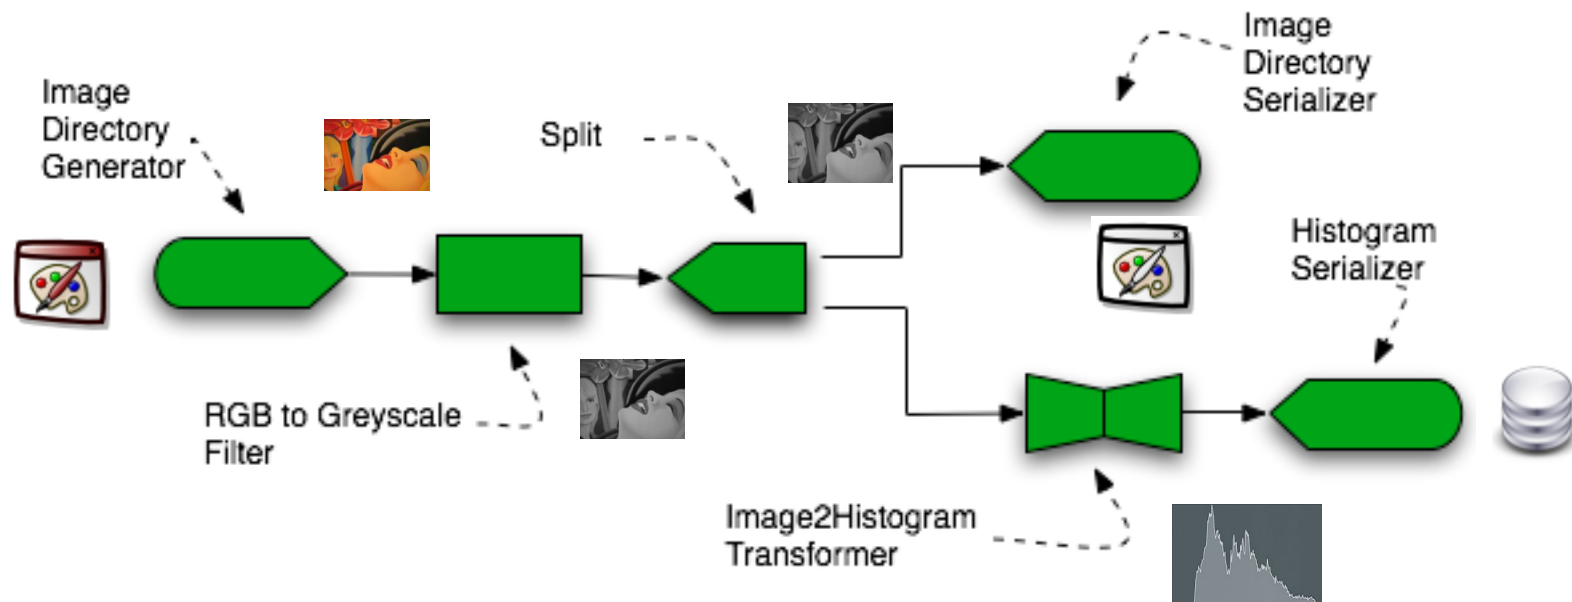 Image
Directory
Generator
Split
Image
Directory
Serializer
Histogram
Serializer
RGB to Greyscale
Filter
Image2Histogram
Transformer